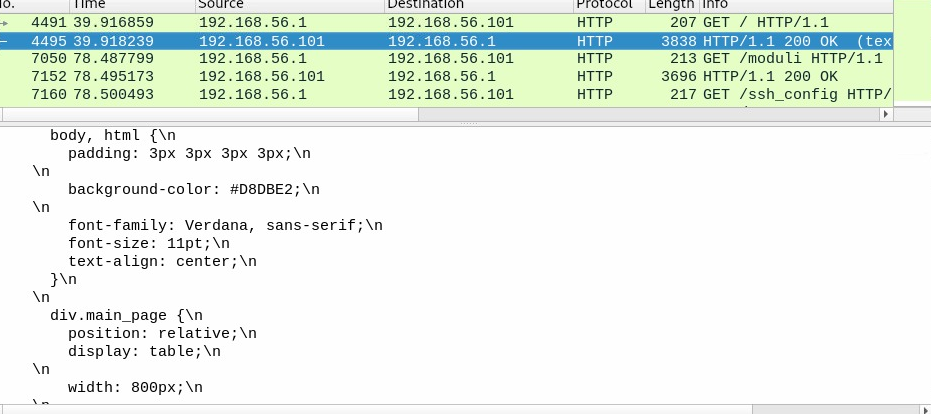 o. Time Source Destination Protocol Length Info
4491 39.916859 192.168.56.1 192.168.56.101 HTTP 207 GET / HTTP/1.1
4495 39.918239 192.168.56.101 192.168.56.1 HTTP 3838 HTTP/1.1 200 OK (tex
7050 78.487799 192.168.56.1 192.168.56.101 HTTP 213 GET /moduli HTTP/1.1
7152 78.495173 192.168.56.101 192.168.56.1 HTTP 3696 HTTP/1.1 200 OK
7160 78.500493 192.168.56.1 192.168.56.101 HTTP 217 GET /ssh_config HTTP/
body, html {\n
padding: 3px 3px 3px 3px;\n
\n
background-color: #D8DBE2;\n
\n
font-family: Verdana, sans-serif;\n
font-size: 11pt;\n
text-align: center;\n
}\n
\n
div.main_page {\n
position: relative;\n
display: table;\n
\n
width: 800px;\n
\n